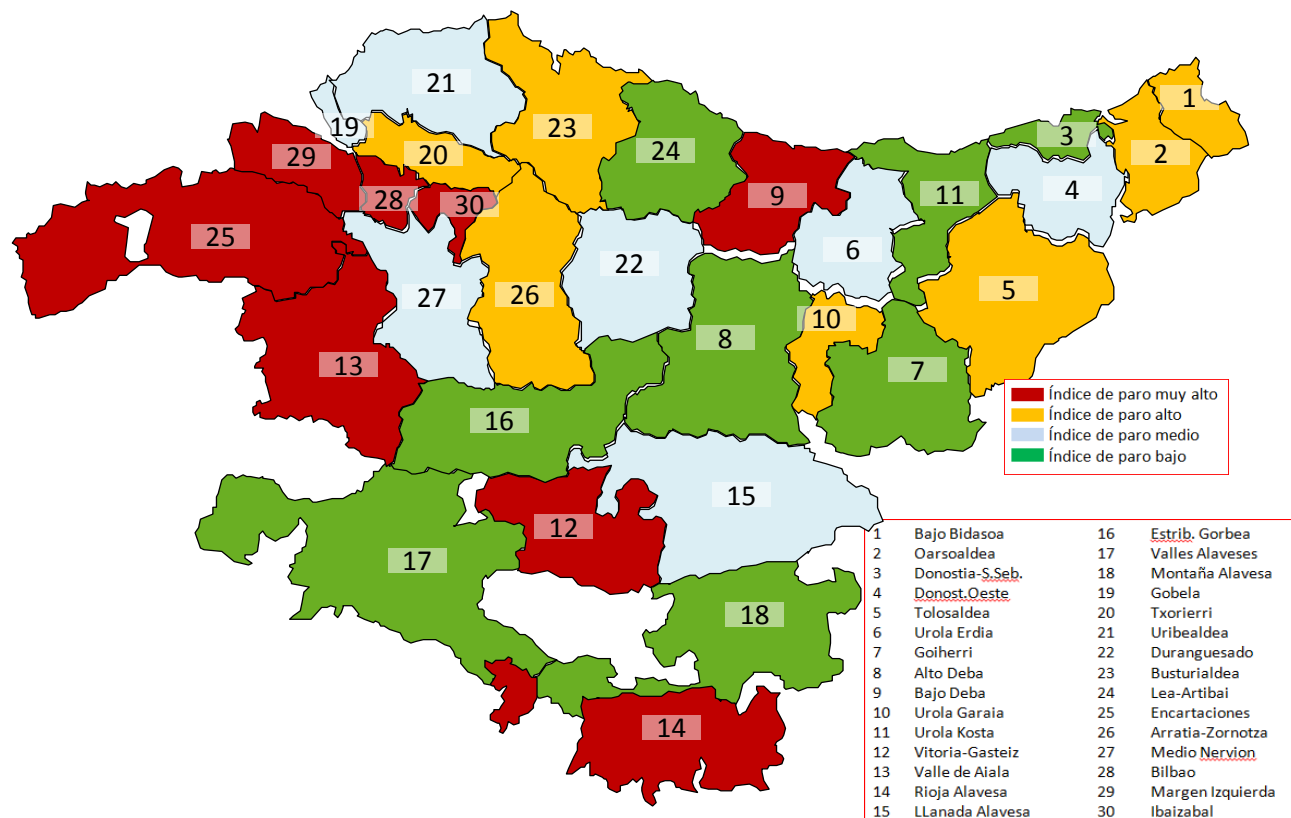 21
1
23
19
3
20
24
2
29
4
9
11
28
30
25
6
22
5
26
27
10
8
13
7
16
Índice de paro muy alto
Índice de paro alto
Índice de paro medio
Índice de paro bajo
15
12
17
18
14
1 Bajo Bidasoa 16 Estrib. Gorbea
2 Oarsoaldea 17 Valles Alaveses
3 Donostia-S.Seb. 18 Montaña Alavesa
4 Donost.Oeste 19 Gobela
5 Tolosaldea 20 Txorierri
6 Urola Erdia 21 Uribealdea
7 Goiherri 22 Duranguesado
8 Alto Deba 23 Busturialdea
9 Bajo Deba 24 Lea-Artibai
10 Urola Garaia 25 Encartaciones
11 Urola Kosta 26 Arratia-Zornotza
12 Vitoria-Gasteiz 27 Medio Nervion
13 Valle de Aiala 28 Bilbao
14 Rioja Alavesa 29 Margen Izquierda
15 LLanada Alavesa 30 Ibaizabal